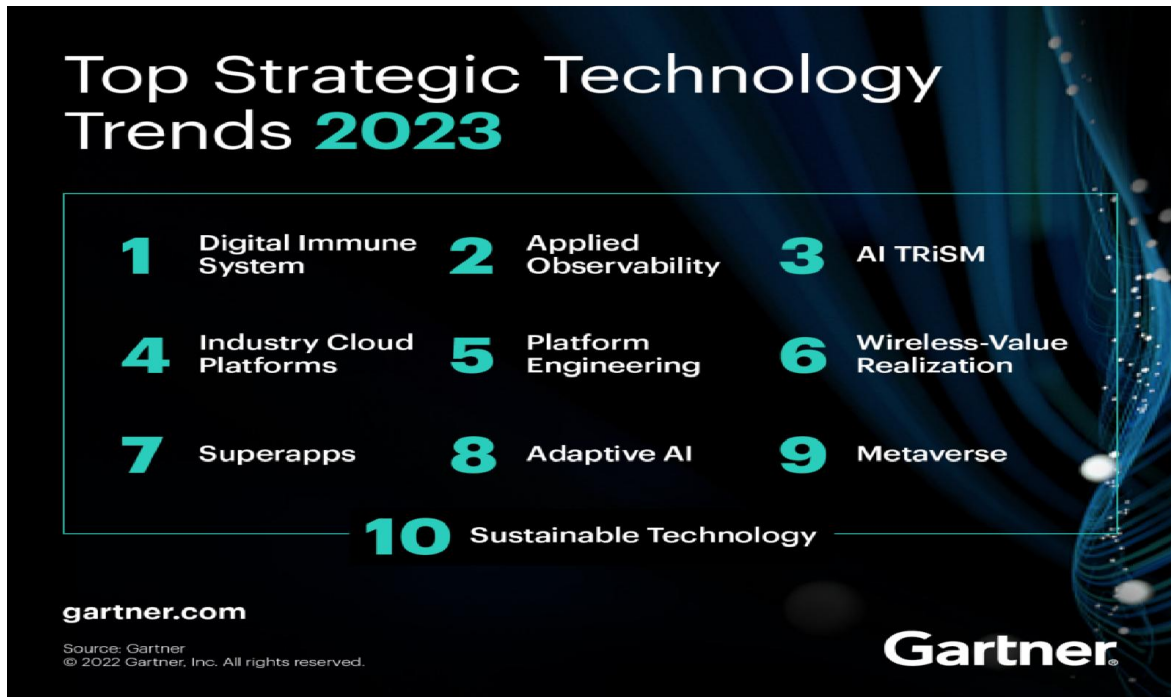 Top Strategic Technology
Trends 2023
1 Digital Immune
System
2 Applied
Observability
3 AI TRiSM
4 Industry Cloud
Platforms
5 Platform
Engineering
6 Wireless-Value
Realization
7 Superapps
8 Adaptive AI
9 Metaverse
10 Sustainable Technology
gartner.com
Source: Gartner
© 2022 Gartner, Inc. All rights reserved.
Gartner®